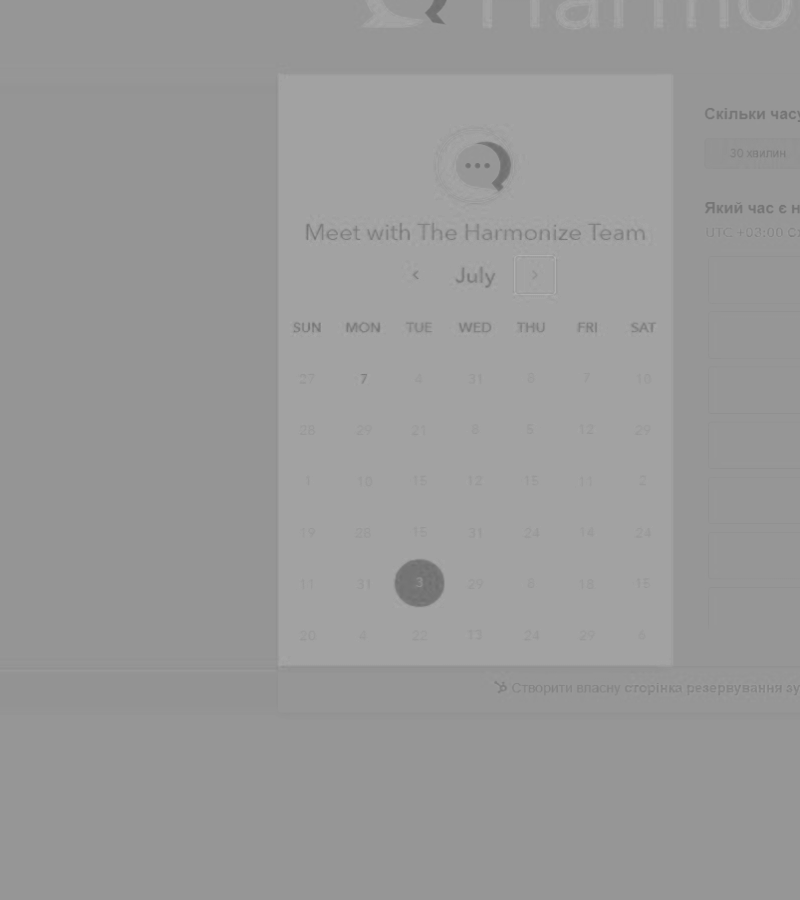 Harmo
Скільки часу
30 хвилин
Meet with The Harmonize Team
Який час є н
UTC +03:00
July
SUN MON TUE WED THU FRI SAT
27 7 4 31 6 7 10
28 29 21 8 5 12 29
1 10 15 12 15 11 2
19 28 15 31 24 14 24
11 31 3 29 6 18 15
20 4 22 13 24 29 6
Створити власну сторінка резервування зу